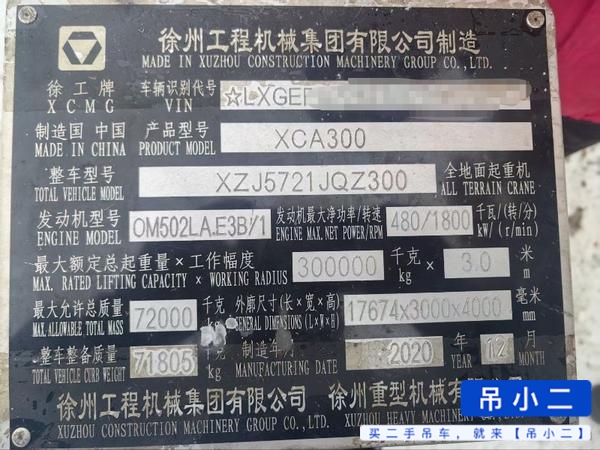 徐州工程机械集团有限公司制造
MADE IN XUZHOU CONSTRUCTION MACHINERY GROUP CO., LTD.
徐工牌 车辆识别代号 ☆LXGE
XCMG VIN
制造国 中国 产品型号 XCA300
MADE IN CHINA PRODUCT MODEL
整车型号 XZJ5721JQZ300 全地面起重机
TOTAL VEHICLE MODEL ALL TERRAIN CRANE
发动机型号 OM502LA.E3B/1 发动机最大净功率/转速 480/1800 千瓦/(转/分)
ENGINE MODEL ENGINE MAX.NET POWER/RPM kW/(r/min)
最大额定总起重量×工作幅度 300000 千克 × 3.0 米
MAX. RATED LIFTING CAPACITY × WORKING RADIUS kg m
最大允许总质量 72000 千克 外廓尺寸(长×宽×高) 17674x3000x4000 毫米
MAX. ALLOWABLE TOTAL MASS kg GENERAL DIMENSIONS (L×W×H) mm
整车整备质量 71805 千克 制造年月 2020 年 12 月
TOTAL VEHICLE CURB WEIGHT kg MANUFACTURING DATE YEAR MONTH
徐州工程机械集团有限公司 徐州重型机械有限公司
XUZHOU CONSTRUCTION MACHINERY GROUP CO., LTD. XUZHOU HEAVY MACHINERY
吊小二
买二手吊车，就来【吊小二】